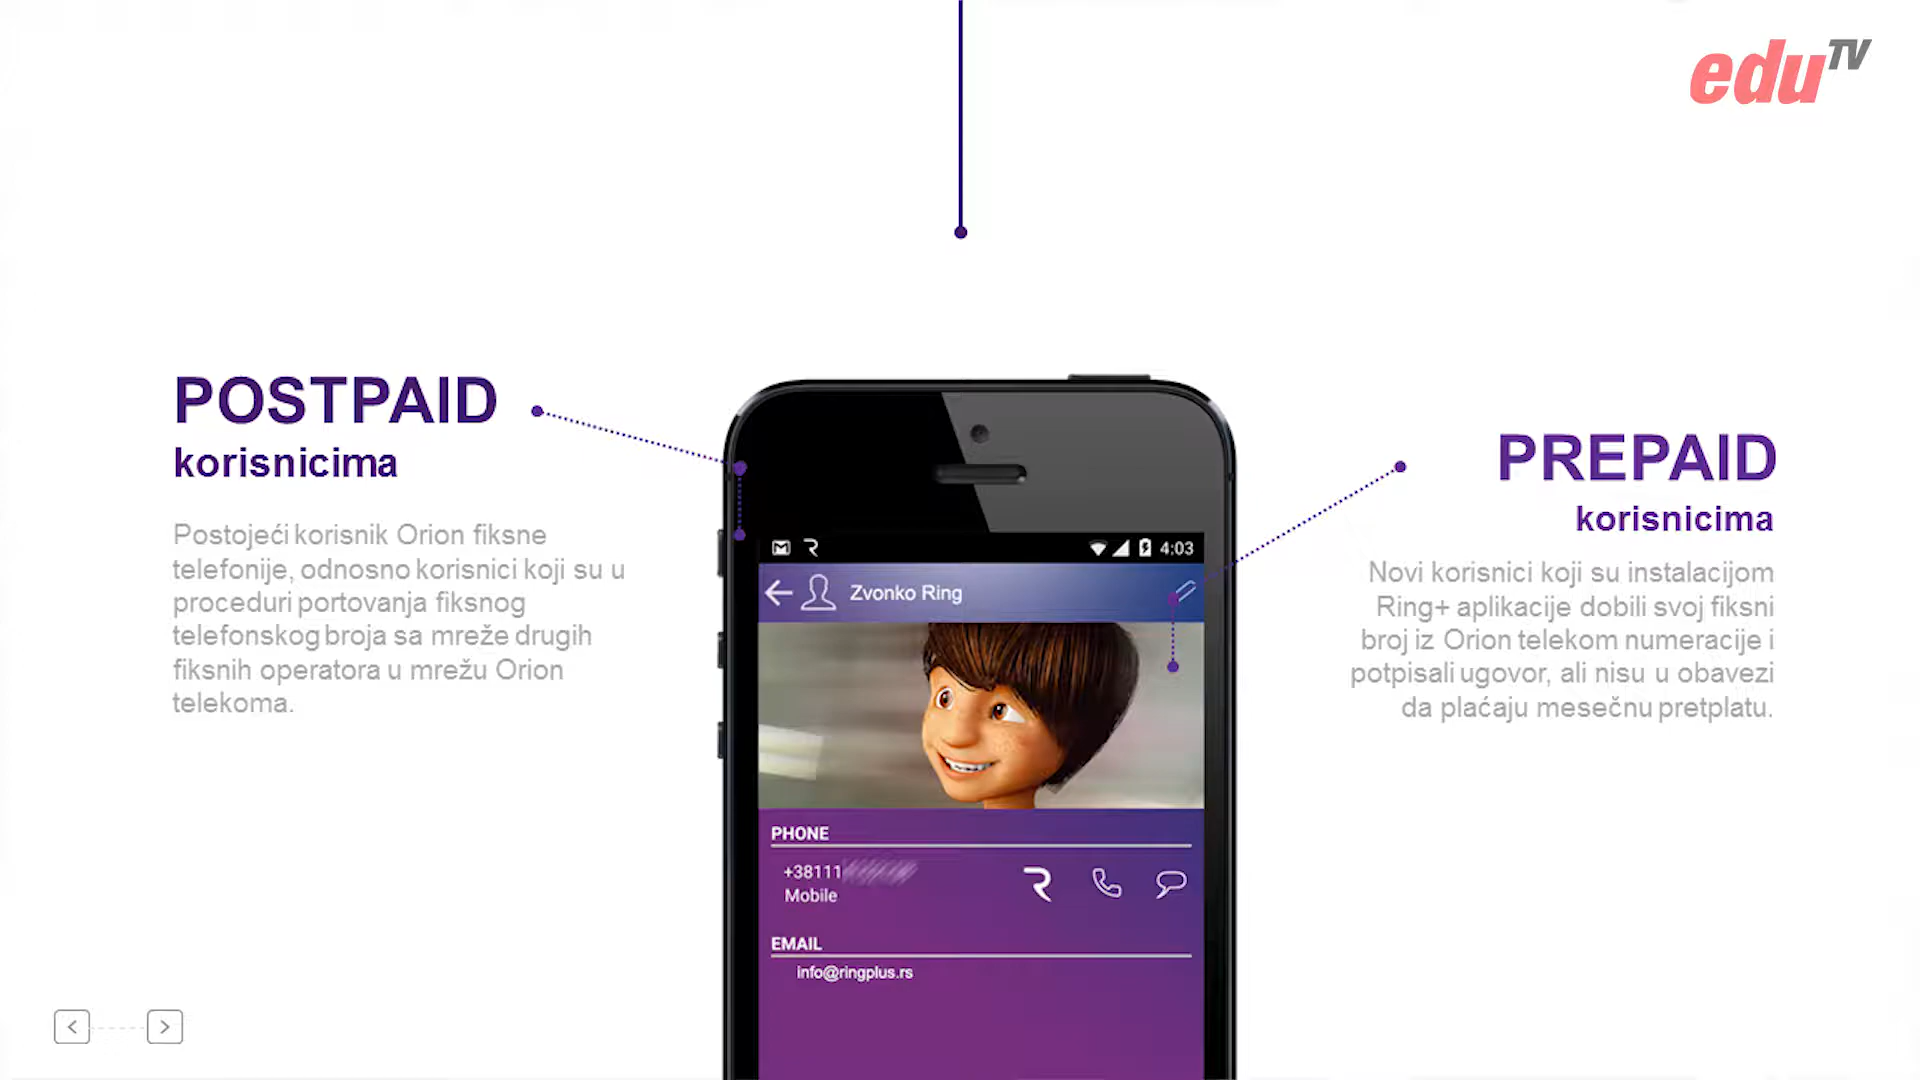 edu TV
POSTPAID
korisnicima
Postojeći korisnik Orion fiksne
telefonije, odnosno korisnici koji su u
proceduri portovanja fiksnog
telefonskog broja sa mreže drugih
fiksnih operatora u mrežu Orion
telekoma.
4:03
Zvonko Ring
PHONE
+38111
Mobile
EMAIL
info@ringplus.rs
PREPAID
korisnicima
Novi korisnici koji su instalacijom
Ring+ aplikacije dobili svoj fiksni
broj iz Orion telekom numeracije i
potpisali ugovor, ali nisu u obavezi
da plaćaju mesečnu pretplatu.